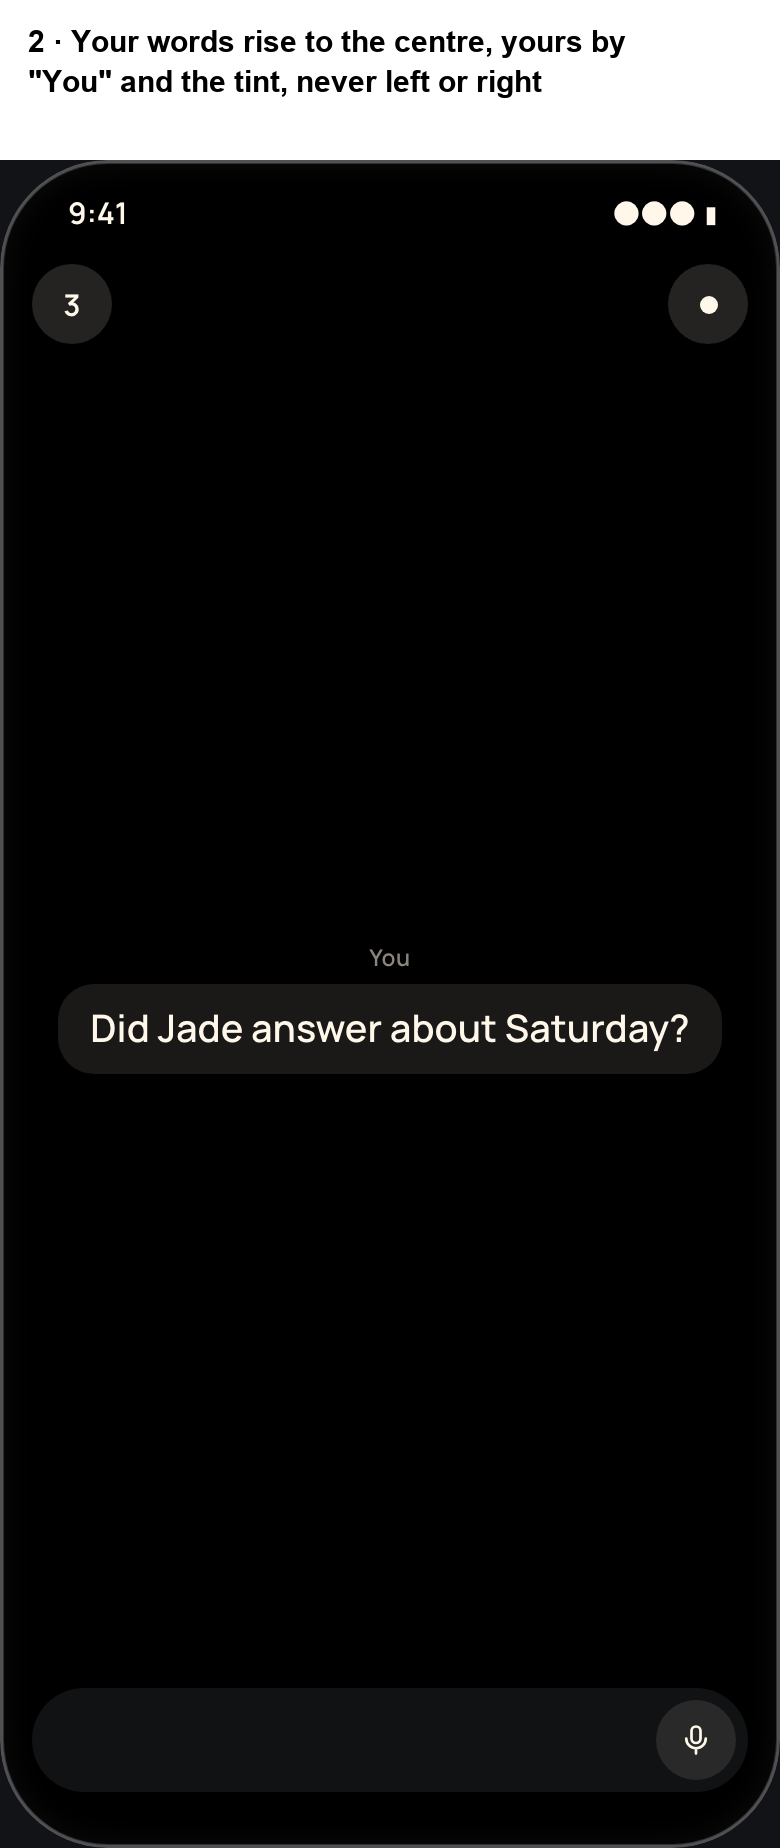 2 · Your words rise to the centre, yours by
"You" and the tint, never left or right
9:41
3
You
Did Jade answer about Saturday?